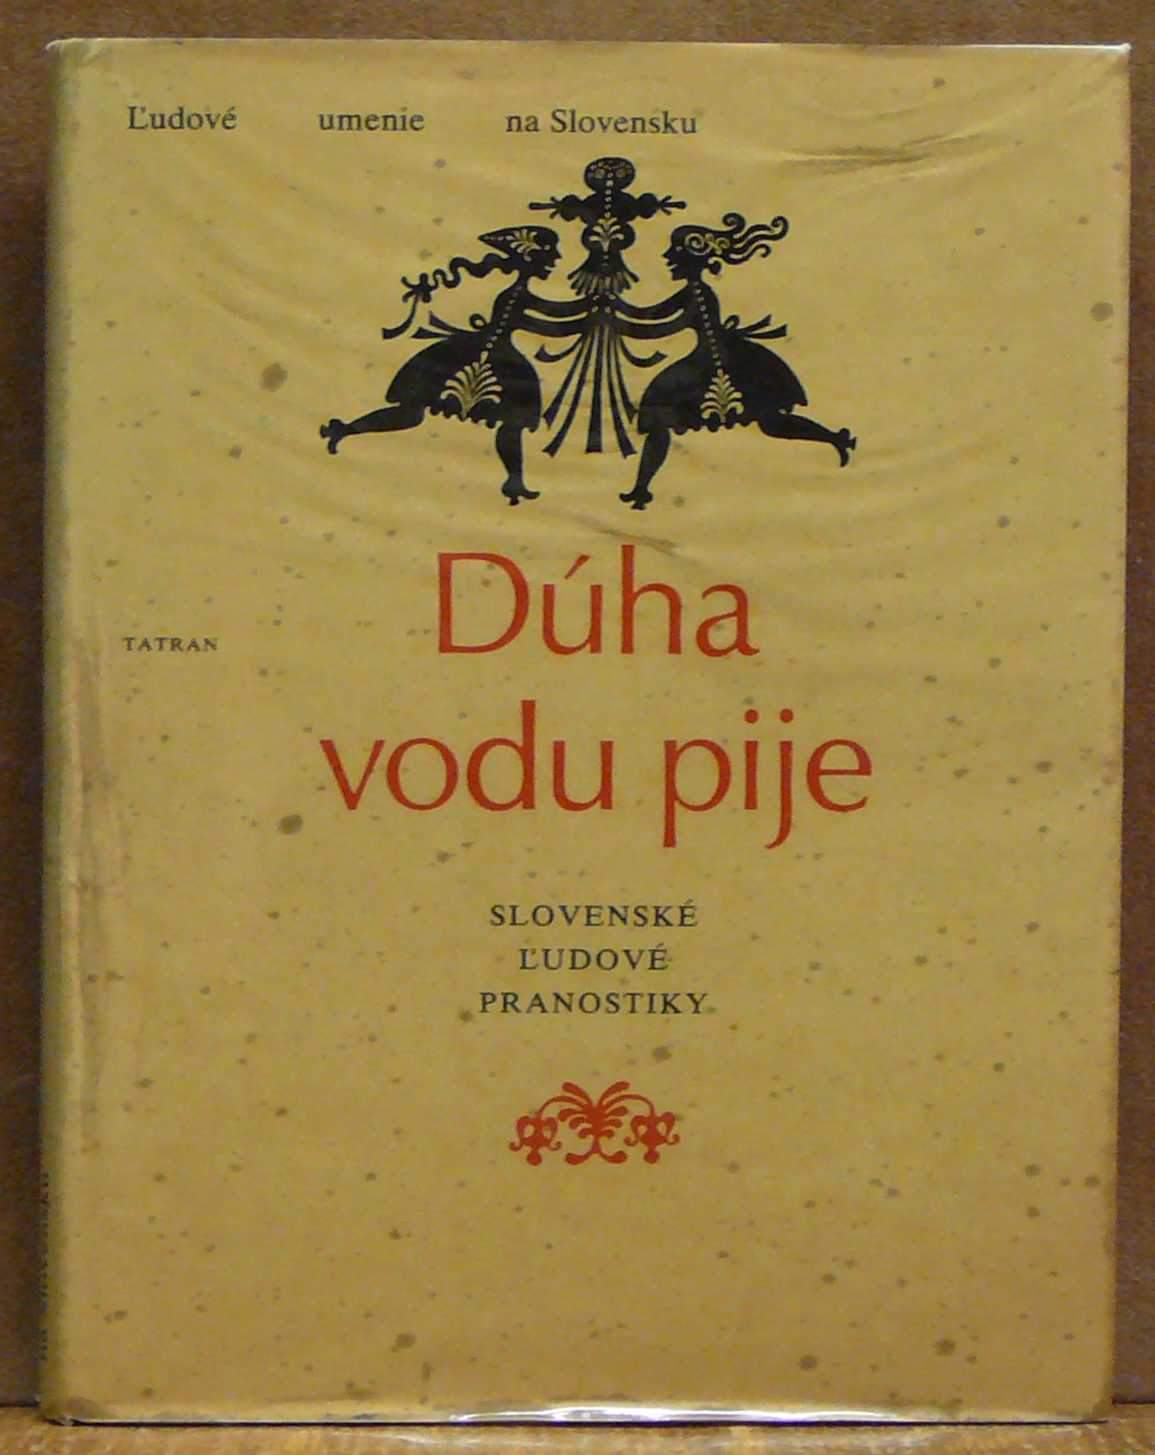 Ľudové umenie na Slovensku
Dúha
TATRAN
vodu pije
SLOVENSKÉ
ĽUDOVÉ
PRANOSTIKY